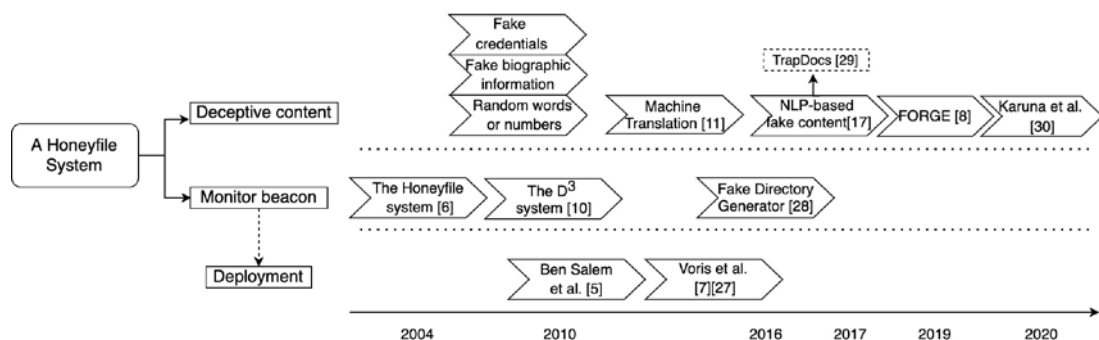 Fake
credentials
Fake biographic
information
Random words
or numbers
TrapDocs [29]
Machine
Translation [11]
NLP-based
fake content[17]
FORGE [8]
Karuna et al.
[30]
Deceptive content
A Honeyfile
System
Monitor beacon
The Honeyfile
system [6]
The D3
system [10]
Fake Directory
Generator [28]
Deployment
Ben Salem
et al. [5]
Voris et al.
[7][27]
2004 2010 2016 2017 2019 2020